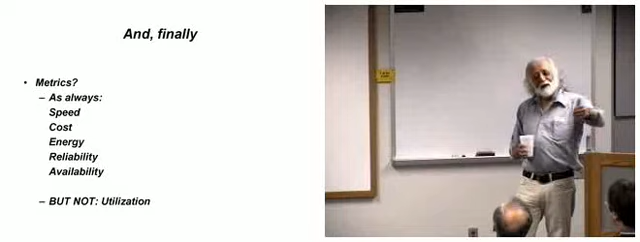 And, finally
• Metrics?
– As always:
Speed
Cost
Energy
Reliability
Availability
– BUT NOT: Utilization